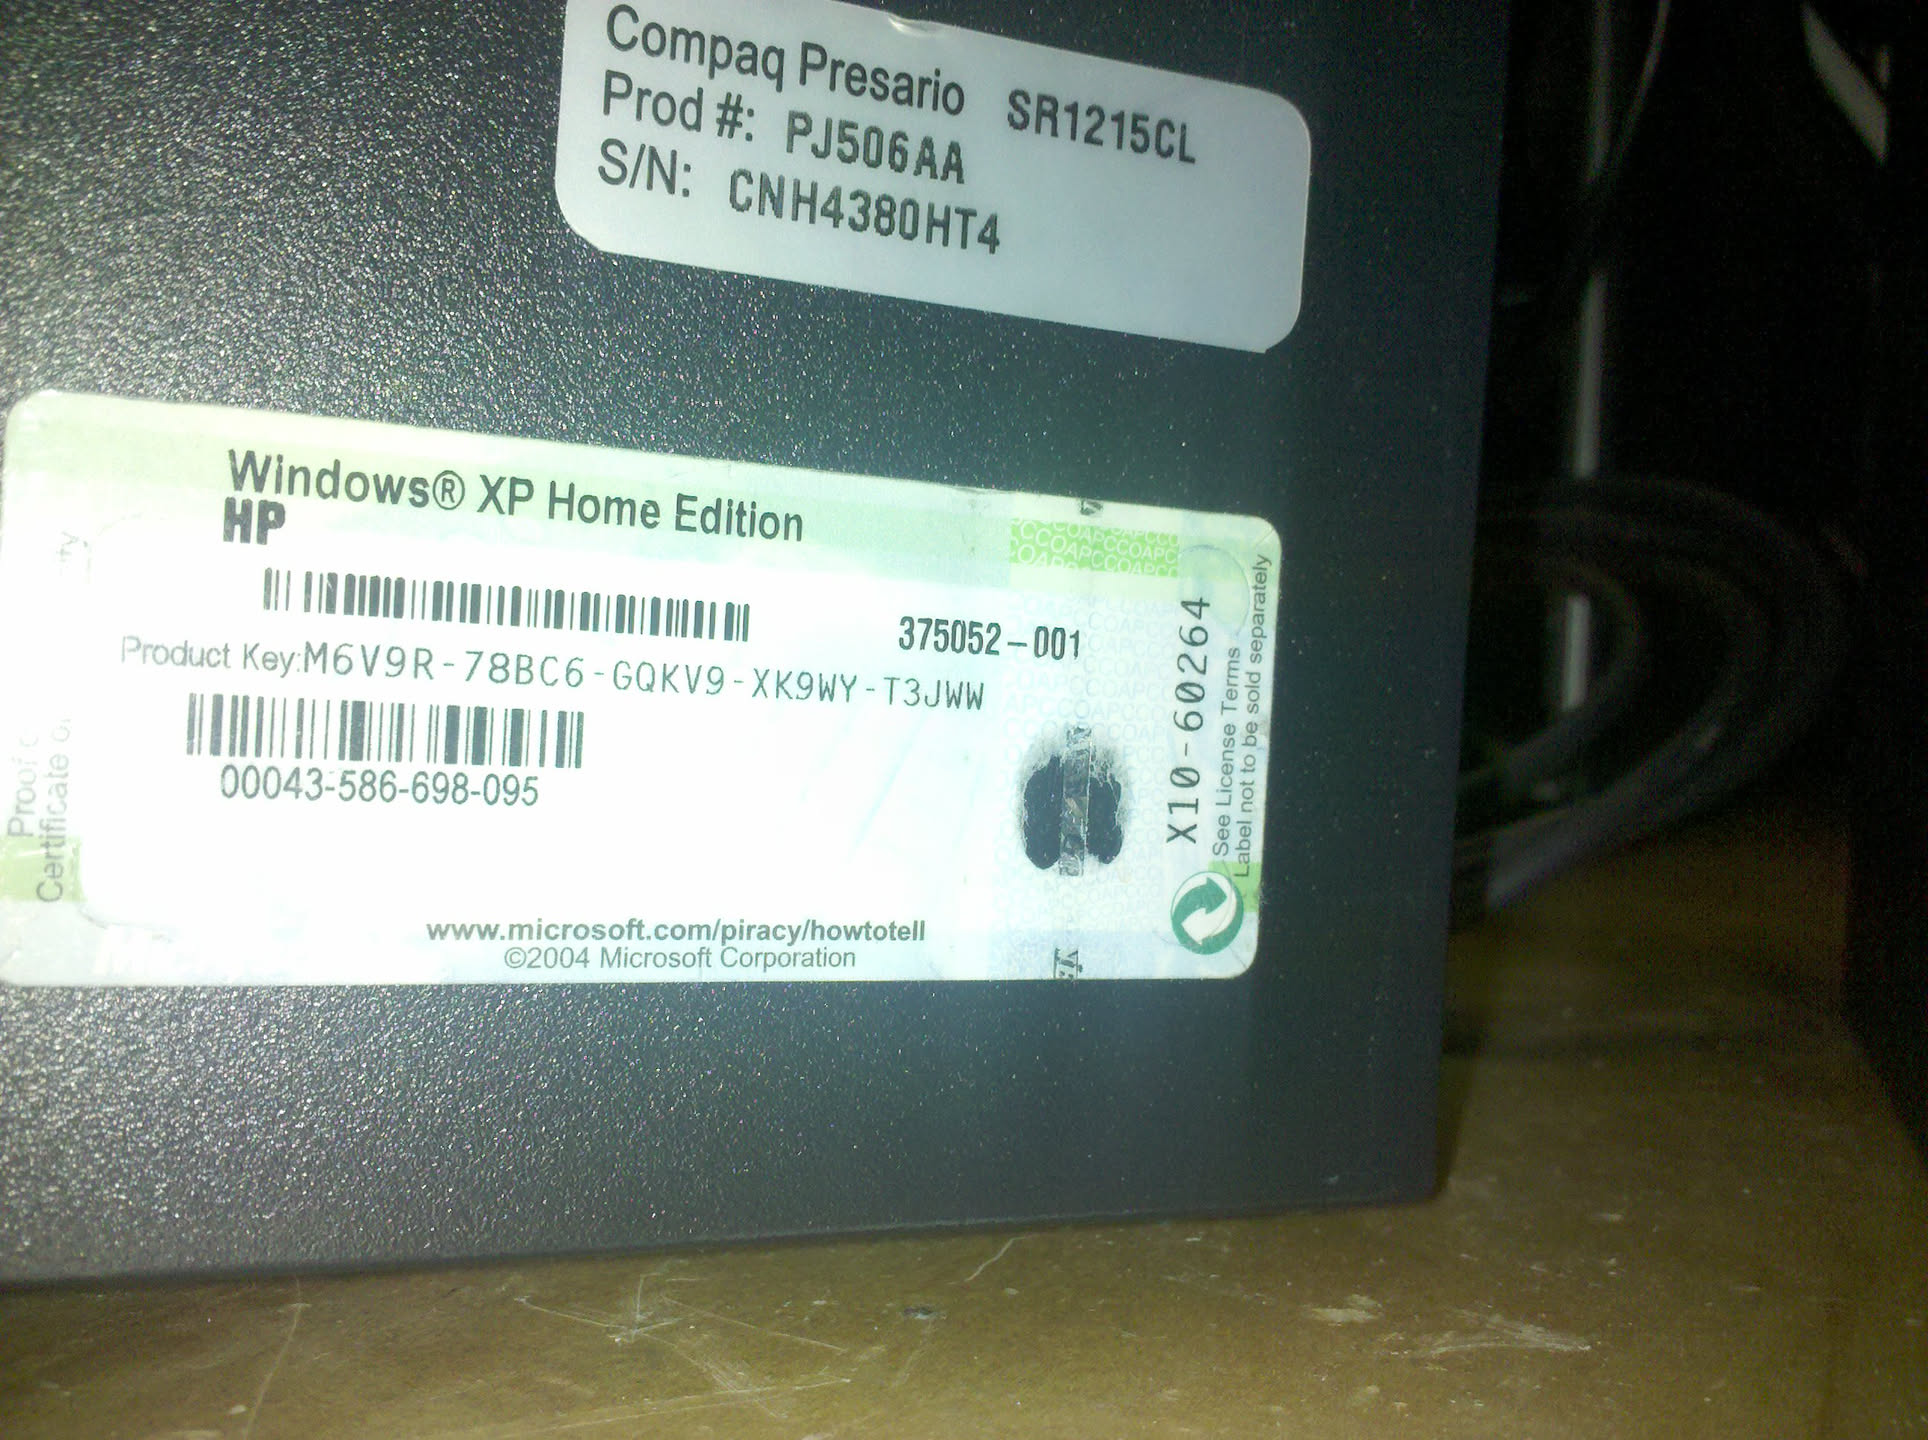 Compaq Presario SR1215CL
Prod #: PJ506AA
S/N: CNH4380HT4
Windows® XP Home Edition
HP
375052-001
Product Key:M6V9R-78BC6-GQKV9-XK9WY-T3JWW
00043-586-698-095
www.microsoft.com/piracy/howtotell
©2004 Microsoft Corporation
X10-60264
See License Terms
Label not to be sold separately
Proof
Certificate